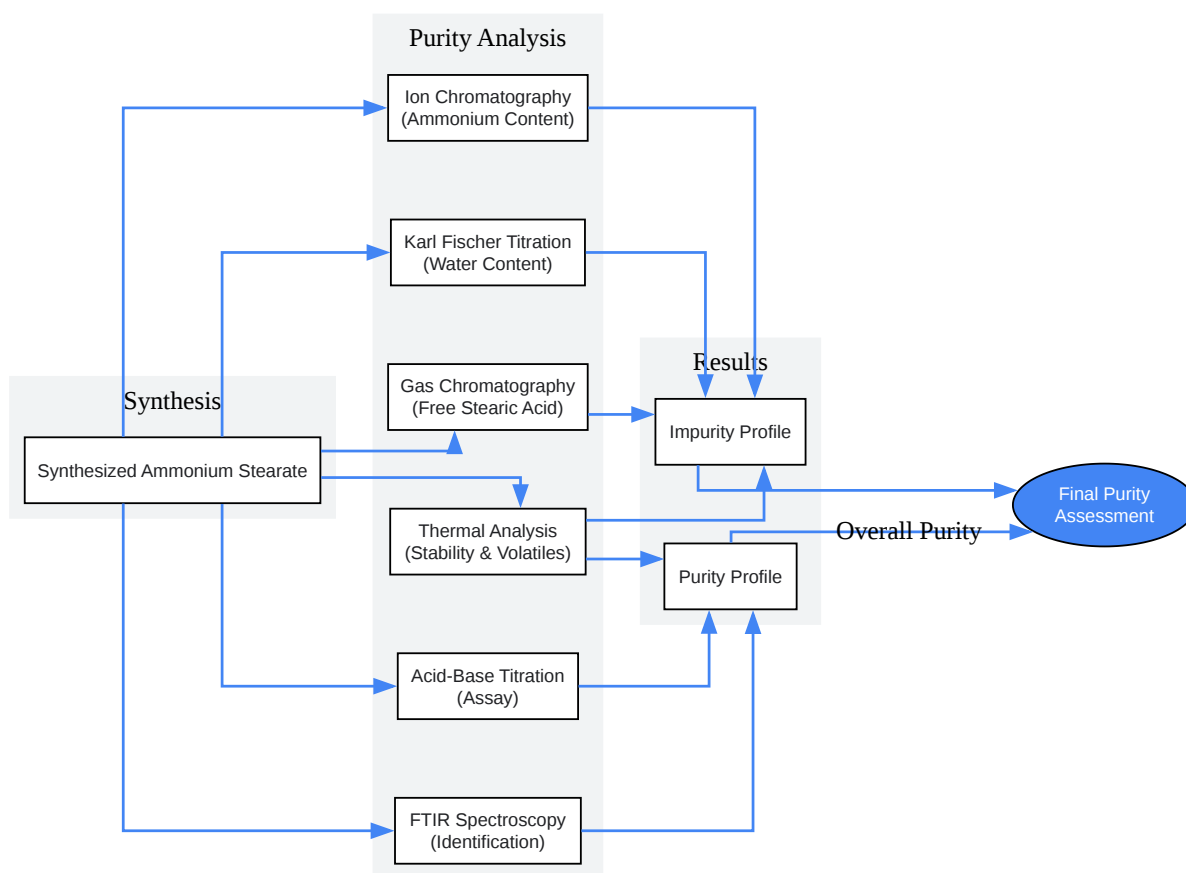 Purity Analysis
Ion Chromatography
(Ammonium Content)
Karl Fischer Titration
(Water Content)
Gas Chromatography
(Free Stearic Acid)
Thermal Analysis
(Stability & Volatiles)
Acid-Base Titration
(Assay)
FTIR Spectroscopy
(Identification)
Synthesis
Synthesized Ammonium Stearate
Results
Impurity Profile
Purity Profile
Overall Purity
Final Purity
Assessment